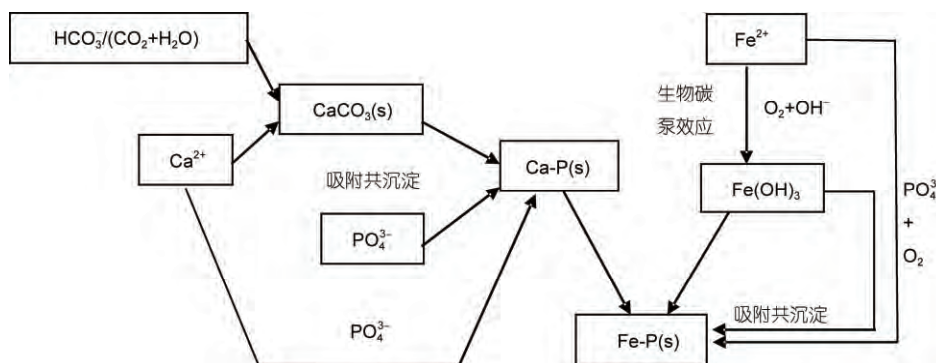 HCO₃⁻/(CO₂+H₂O)
Fe²⁺
CaCO₃(s)
生物碳
泵效应
O₂+OH⁻
Ca²⁺
吸附共沉淀
Ca-P(s)
Fe(OH)₃
PO₄³⁻
PO₄³⁻
+
O₂
PO₄³⁻
吸附共沉淀
Fe-P(s)